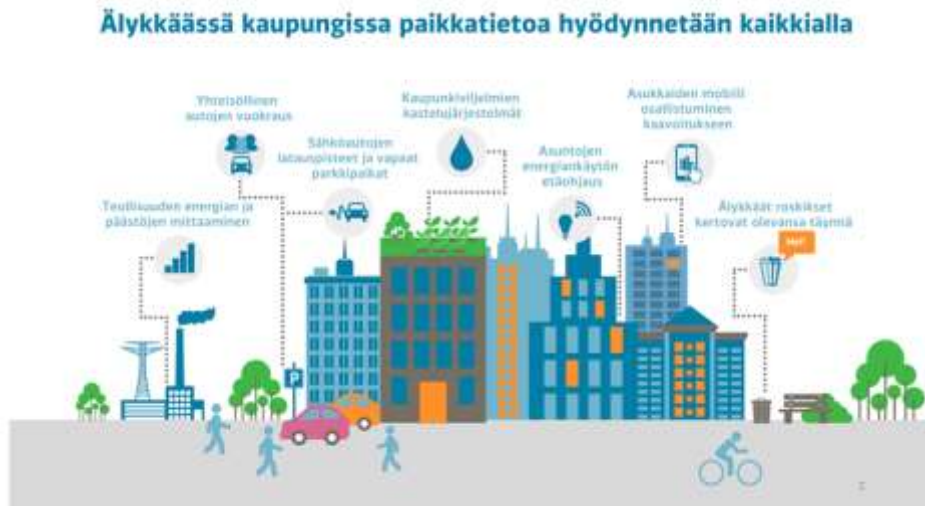 Älykkäässä kaupungissa paikkatietoa hyödynnetään kaikkialla
Yhteisöllinen
autojen vuokraus
Kaupunkiviljelmien
kastelujärjestelmät
Asukkaiden mobiili
osallistuminen
kaavoitukseen
Sähköautojen
latauspisteet ja vapaat
parkkipaikat
Asuntojen
energiankäytön
etäohjaus
Teollisuuden energian ja
päästöjen mittaaminen
Älykkäät roskikset
kertovat olevansa täynnä
P